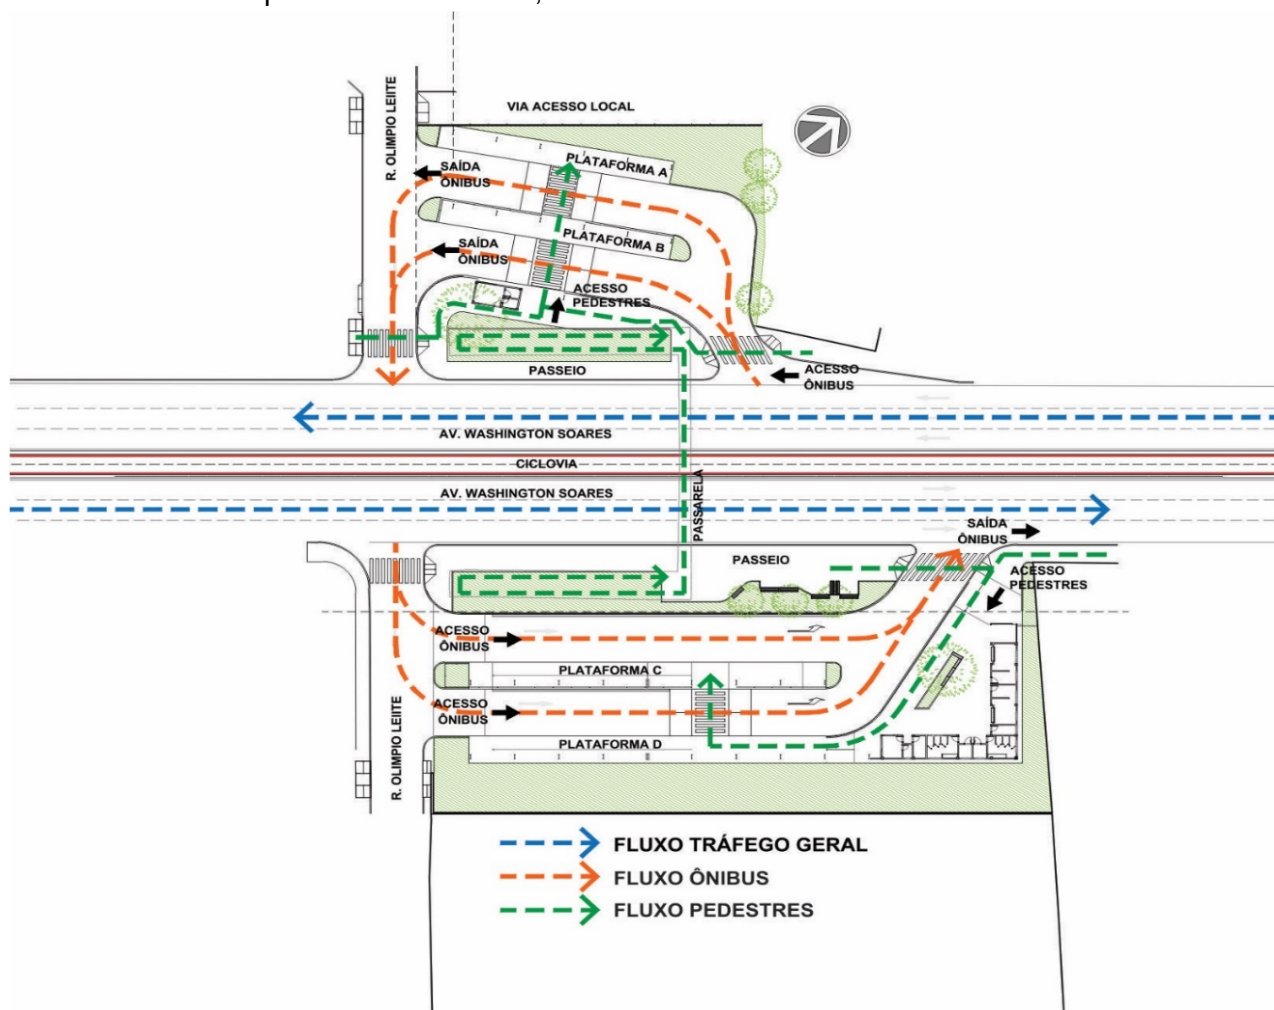 VIA ACESSO LOCAL
R. OLIMPIO LEIITE
PLATAFORMA A
SAÍDA
ÔNIBUS
PLATAFORMA B
SAÍDA
ÔNIBUS
ACESSO
PEDESTRES
PASSEIO
ACESSO
ÔNIBUS
AV. WASHINGTON SOARES
CICLOVIA
AV. WASHINGTON SOARES
PASSARELA
SAÍDA
ÔNIBUS
PASSEIO
ACESSO
PEDESTRES
ACESSO
ÔNIBUS
PLATAFORMA C
ACESSO
ÔNIBUS
PLATAFORMA D
R. OLIMPIO LEIITE
FLUXO TRÁFEGO GERAL
FLUXO ÔNIBUS
FLUXO PEDESTRES